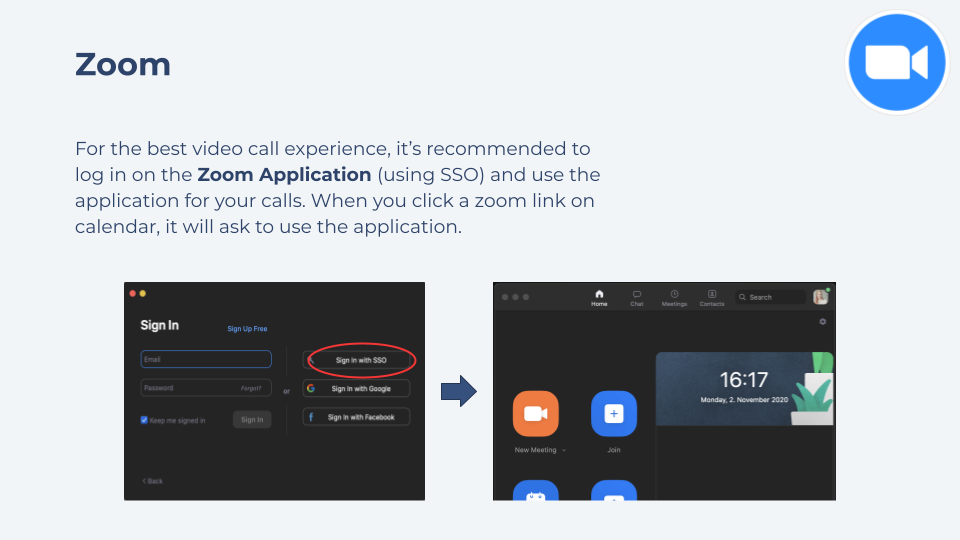 Zoom
For the best video call experience, it’s recommended to
log in on the Zoom Application (using SSO) and use the
application for your calls. When you click a zoom link on
calendar, it will ask to use the application.
Sign In
Sign Up Free
Email
Password
Forgot?
Keep me signed in
Sign In
< Back
or
Sign In with SSO
Sign In with Google
Sign In with Facebook
Home
Chat
Meetings
Contacts
Search
16:17
Monday, 2. November 2020
New Meeting
Join